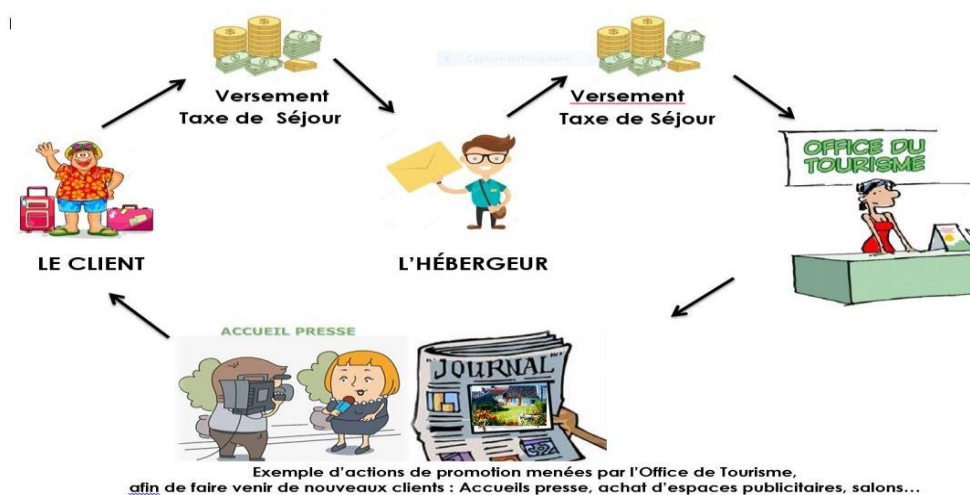 Capture rectangulaire
Versement
Taxe de Séjour
Versement
Taxe de Séjour
OFFICE DU
TOURISME
LE CLIENT
L'HÉBERGEUR
ACCUEIL PRESSE
JOURNAL
Exemple d'actions de promotion menées par l'Office de Tourisme,
afin de faire venir de nouveaux clients : Accueils presse, achat d'espaces publicitaires, salons…